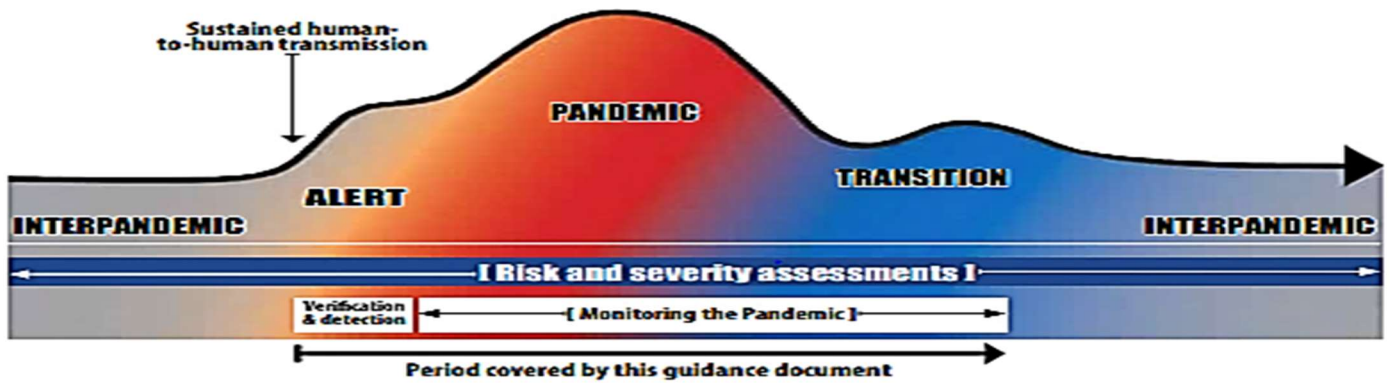 Sustained human-
to-human transmission
PANDEMIC
ALERT
TRANSITION
INTERPANDEMIC
INTERPANDEMIC
[ Risk and severity assessments ]
Verification
& detection
[ Monitoring the Pandemic ]
Period covered by this guidance document